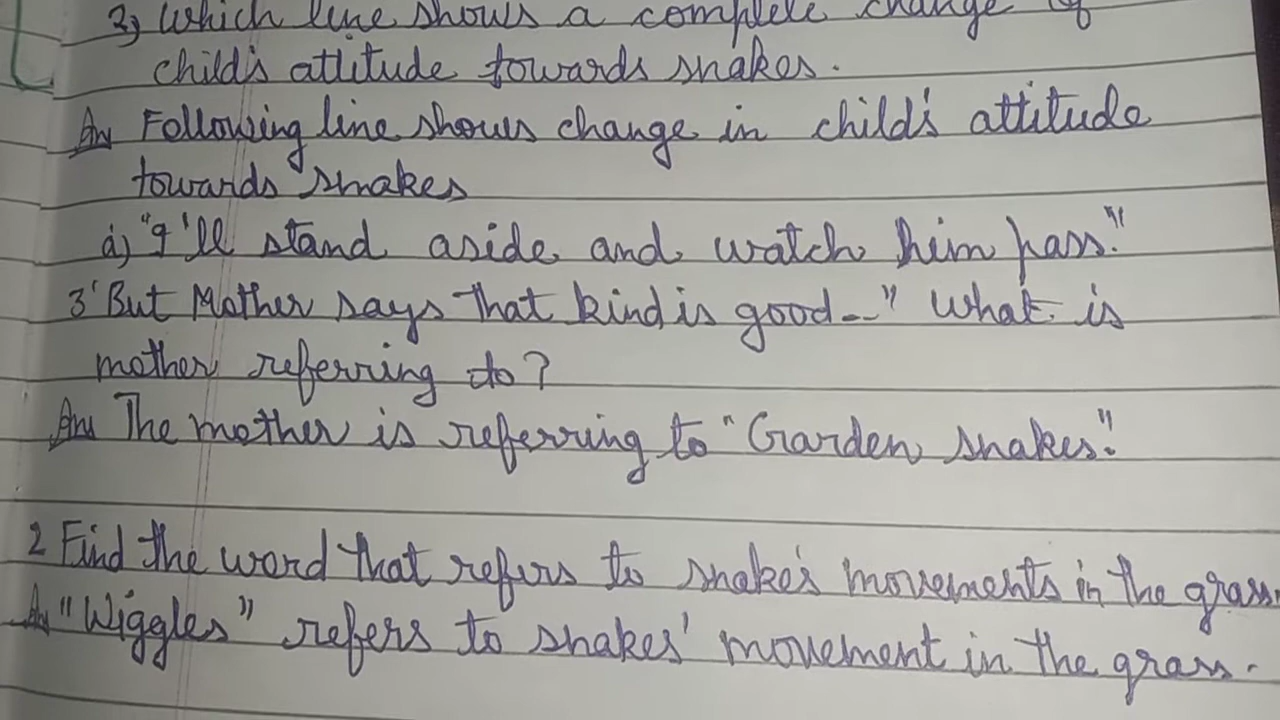 3) Which line shows a complete change of
child's attitude towards snakes.
Ans Following line shows change in child's attitude
towards snakes
a) "I'll stand aside and watch him pass."
3 'But Mother says that kind is good--" What is
mother referring to?
Ans The mother is referring to "Garden snakes."
2 Find the word that refers to snake's movements in the grass.
Ans "Wiggles" refers to snakes' movement in the grass.